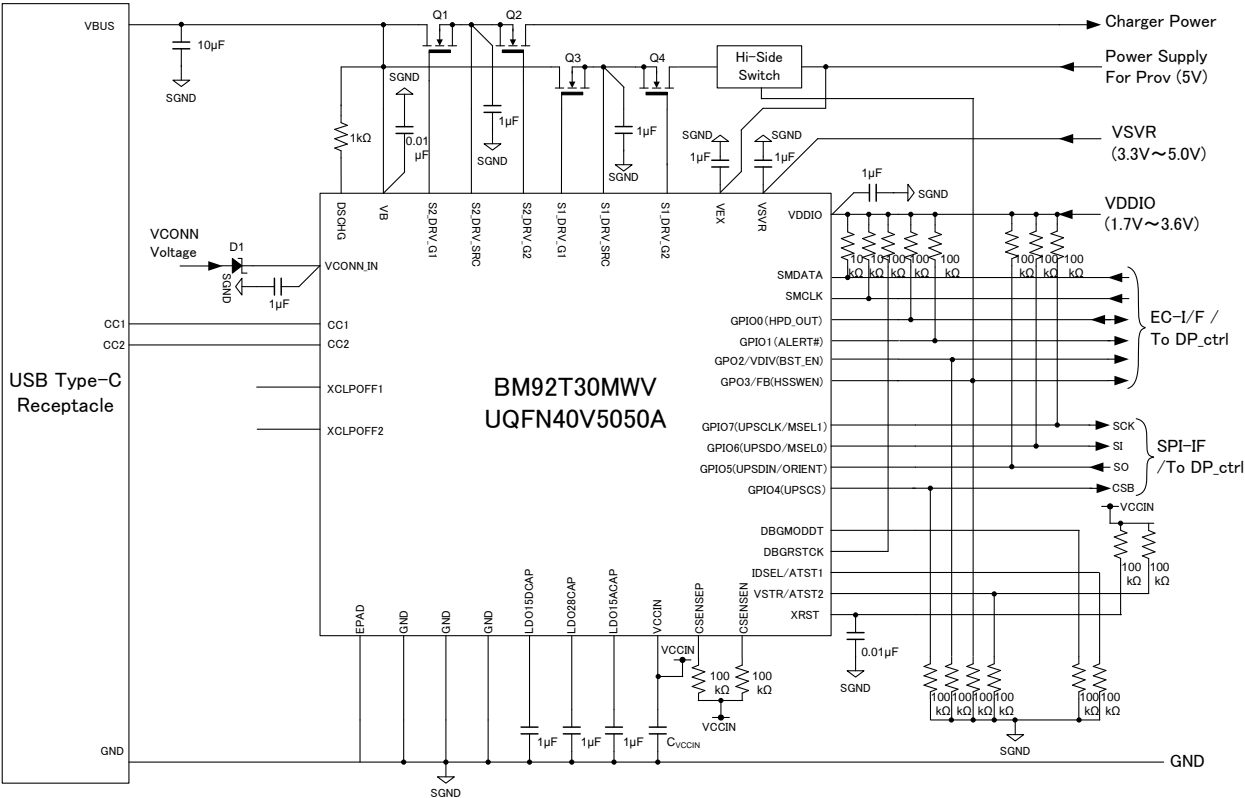 VBUS
10μF
SGND
Q1
Q2
Charger Power
Power Supply
For Prov (5V)
Q3
Q4
Hi-Side
Switch
SGND
1kΩ
0.01
μF
1μF
SGND
1μF
SGND
SGND
1μF
SGND
1μF
VSVR
(3.3V~5.0V)
1μF
SGND
VDDIO
(1.7V~3.6V)
DSCHG
VB
S2_DRV_G1
S2_DRV_SRC
S2_DRV_G2
S1_DRV_G1
S1_DRV_SRC
S1_DRV_G2
VEX
VSVR
VDDIO
10
kΩ
10
kΩ
100
kΩ
100
kΩ
100
kΩ
100
kΩ
100
kΩ
100
kΩ
VCONN
Voltage
D1
SGND
1μF
VCONN_IN
CC1
CC2
CC1
CC2
XCLPOFF1
XCLPOFF2
USB Type-C
Receptacle
BM92T30MWV
UQFN40V5050A
SMDATA
SMCLK
GPIO0(HPD_OUT)
GPIO1(ALERT#)
GPO2/VDIV(BST_EN)
GPO3/FB(HSSWEN)
EC-I/F /
To DP_ctrl
GPIO7(UPSCLK/MSEL1)
GPIO6(UPSDO/MSEL0)
GPIO5(UPSDIN/ORIENT)
GPIO4(UPSCS)
SCK
SI
SO
CSB
SPI-IF
/To DP_ctrl
DBGMODDT
DBGRSTCK
IDSEL/ATST1
VSTR/ATST2
XRST
VCCIN
100
kΩ
100
kΩ
0.01μF
SGND
EPAD
GND
GND
GND
LDO15DCAP
LDO28CAP
LDO15ACAP
VCCIN
CSENSEP
CSENSEN
VCCIN
100
kΩ
100
kΩ
VCCIN
1μF
1μF
1μF
CVCCIN
100
kΩ
100
kΩ
100
kΩ
100
kΩ
100
kΩ
100
kΩ
SGND
GND
SGND
GND